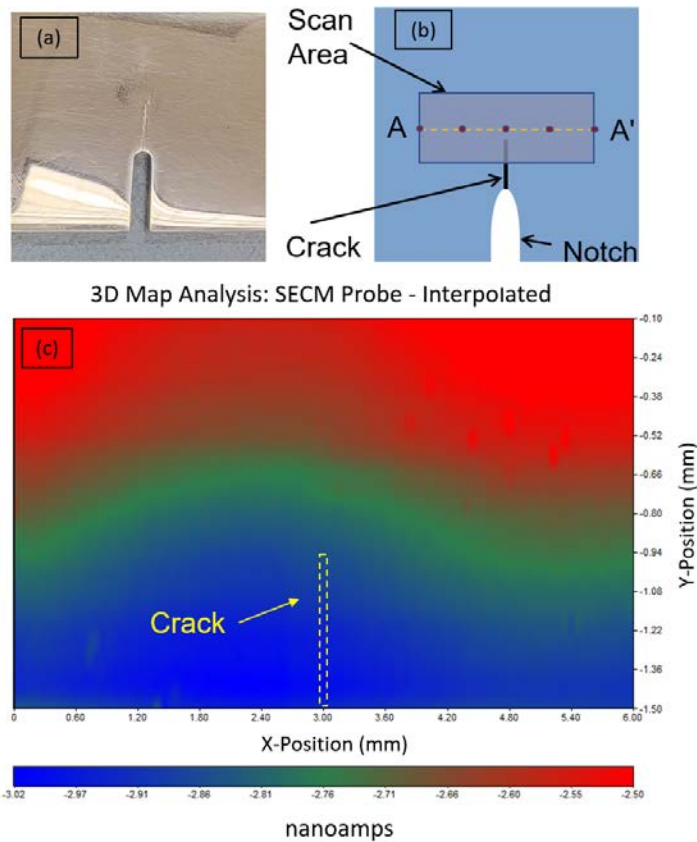 (a)
(b)
Scan
Area
A
A'
Crack
Notch
3D Map Analysis: SECM Probe - Interpolated
(c)
-0.10
-0.24
-0.38
-0.52
-0.66
-0.80
-0.94
-1.08
-1.22
-1.36
-1.50
Y-Position (mm)
Crack
0 0.60 1.20 1.80 2.40 3.00 3.60 4.20 4.80 5.40 6.00
X-Position (mm)
-3.02 -2.97 -2.91 -2.86 -2.81 -2.76 -2.71 -2.66 -2.60 -2.55 -2.50
nanoamps